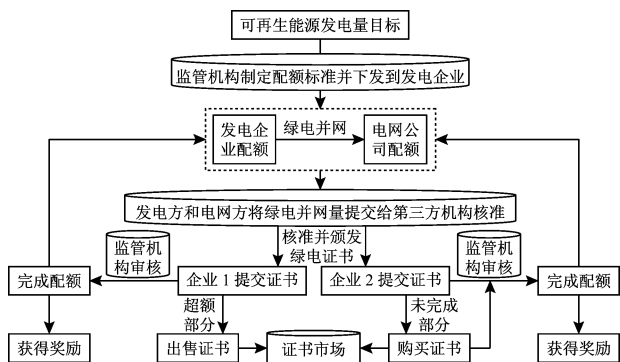 可再生能源发电量目标
监管机构制定配额标准并下发到发电企业
发电企
业配额
绿电并网
电网公
司配额
发电方和电网方将绿电并网量提交给第三方机构核准
核准并颁发
绿电证书
监管机
构审核
监管机
构审核
完成配额
企业1提交证书
企业2提交证书
完成配额
超额
部分
未完成
部分
获得奖励
出售证书
证书市场
购买证书
获得奖励